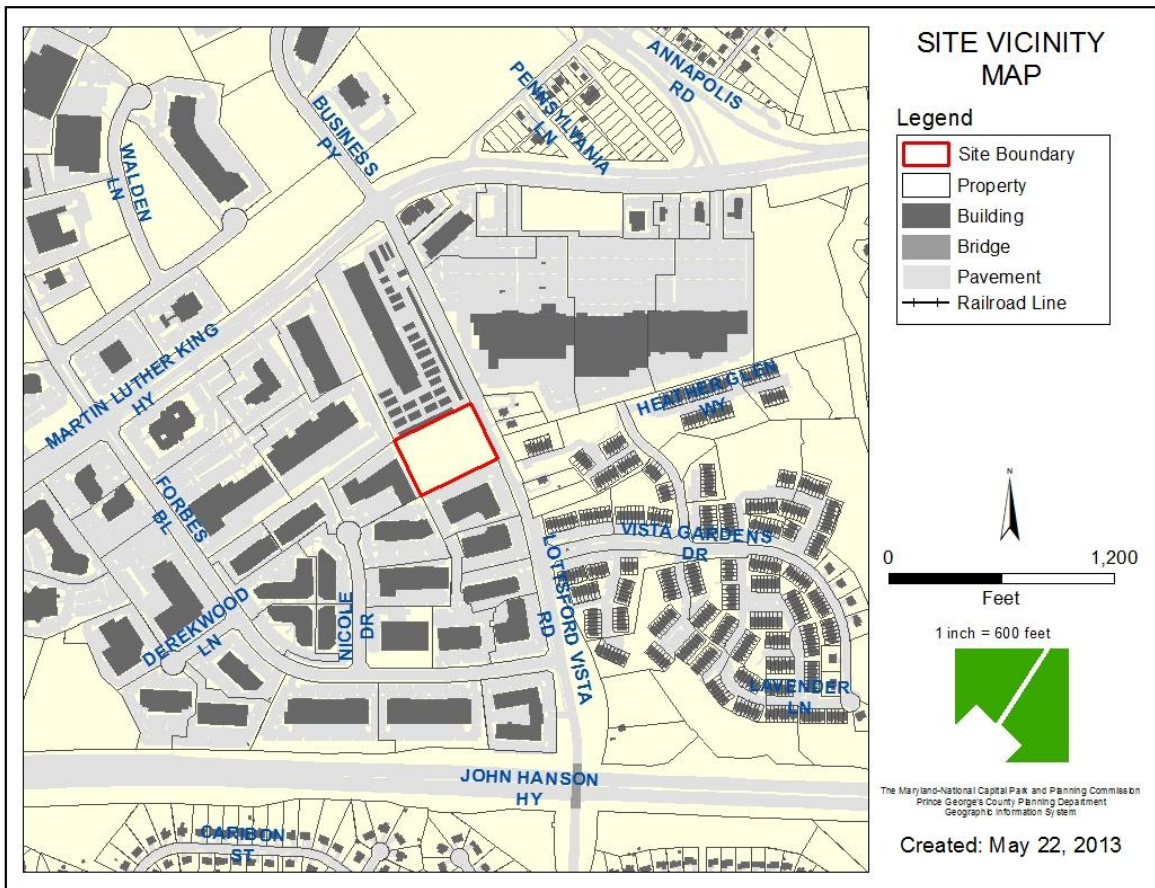 SITE VICINITY
MAP
Legend
Site Boundary
Property
Building
Bridge
Pavement
Railroad Line
N
0 1,200
Feet
1 inch = 600 feet
The Maryland-National Capital Park and Planning Commission
Prince George's County Planning Department
Geographic Information System
Created: May 22, 2013
ANNAPOLIS
RD
PENNSYLVANIA
LN
BUSINESS
PY
WALDEN
LN
MARTIN LUTHER KING
HY
HEATHER GLEN
WY
FORBES
BL
VISTA GARDENS
DR
LOTTSFORD VISTA
RD
NICOLE
DR
DEREKWOOD
LN
LAVENDER
LN
JOHN HANSON
HY
CARIBON
ST